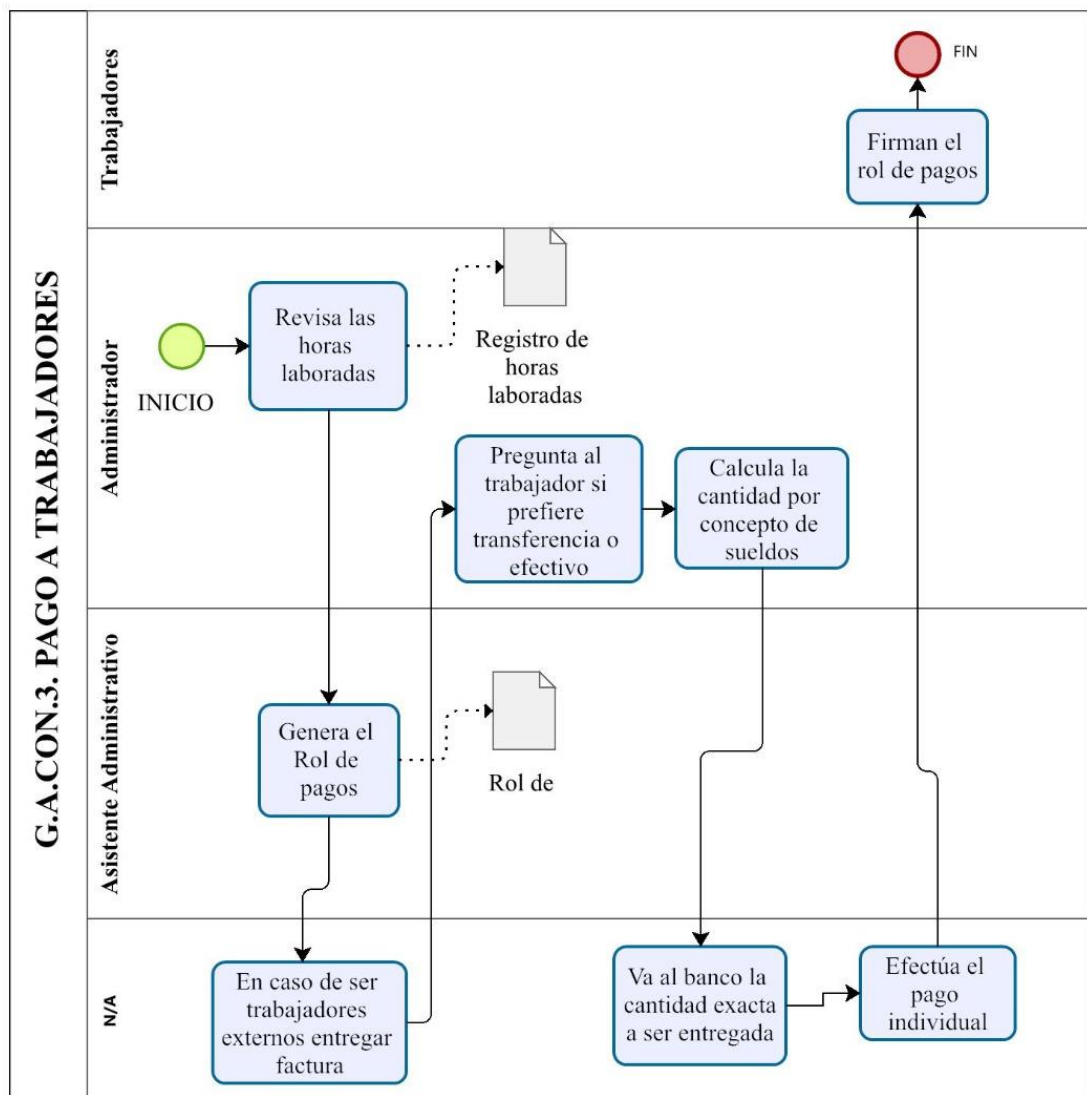 G.A.CON.3. PAGO A TRABAJADORES
Trabajadores
FIN
Firman el
rol de pagos
Administrador
INICIO
Revisa las
horas
laboradas
Registro de
horas
laboradas
Pregunta al
trabajador si
prefiere
transferencia o
efectivo
Calcula la
cantidad por
concepto de
sueldos
Asistente Administrativo
Genera el
Rol de
pagos
Rol de
N/A
En caso de ser
trabajadores
externos entregar
factura
Va al banco la
cantidad exacta
a ser entregada
Efectúa el
pago
individual